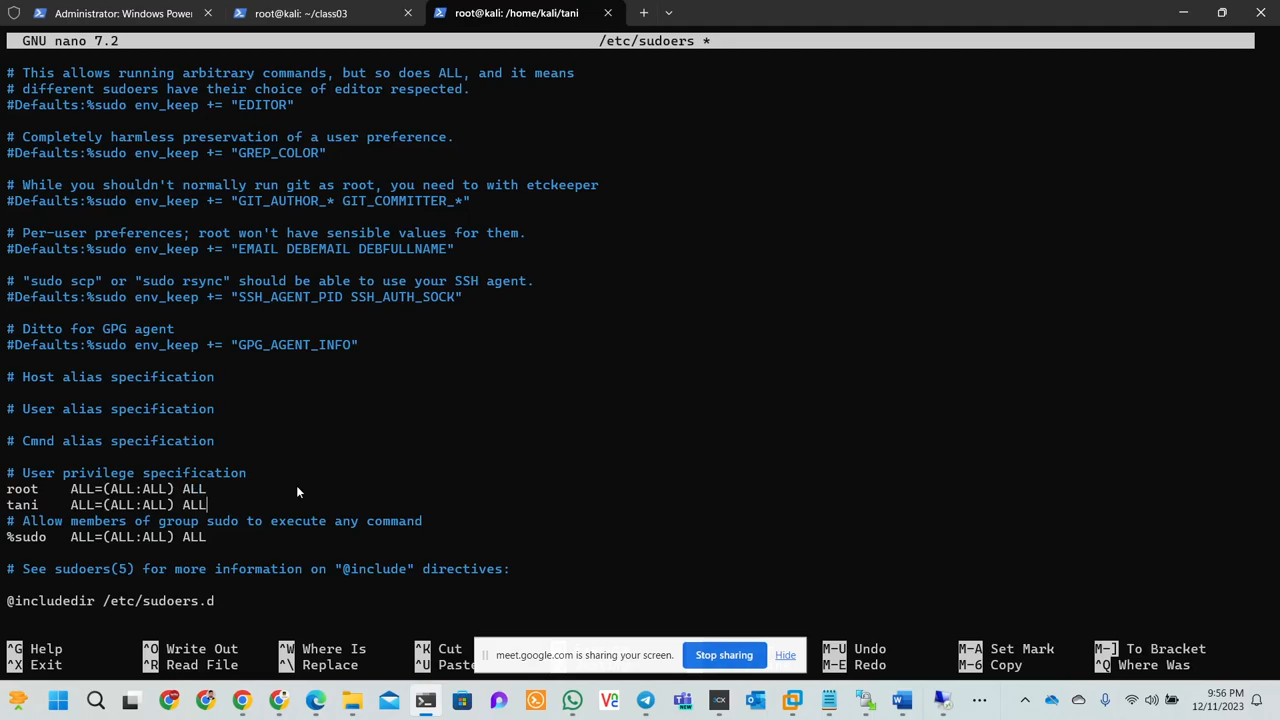 Administrator: Windows Power
root@kali: ~/class03
root@kali: /home/kali/tani
GNU nano 7.2 /etc/sudoers *
# This allows running arbitrary commands, but so does ALL, and it means
# different sudoers have their choice of editor respected.
#Defaults:%sudo env_keep += "EDITOR"
# Completely harmless preservation of a user preference.
#Defaults:%sudo env_keep += "GREP_COLOR"
# While you shouldn't normally run git as root, you need to with etckeeper
#Defaults:%sudo env_keep += "GIT_AUTHOR_* GIT_COMMITTER_*"
# Per-user preferences; root won't have sensible values for them.
#Defaults:%sudo env_keep += "EMAIL DEBEMAIL DEBFULLNAME"
# "sudo scp" or "sudo rsync" should be able to use your SSH agent.
#Defaults:%sudo env_keep += "SSH_AGENT_PID SSH_AUTH_SOCK"
# Ditto for GPG agent
#Defaults:%sudo env_keep += "GPG_AGENT_INFO"
# Host alias specification
# User alias specification
# Cmnd alias specification
# User privilege specification
root ALL=(ALL:ALL) ALL
tani ALL=(ALL:ALL) ALL
# Allow members of group sudo to execute any command
%sudo ALL=(ALL:ALL) ALL
# See sudoers(5) for more information on "@include" directives:
@includedir /etc/sudoers.d
^G Help ^O Write Out ^W Where Is ^K Cut M-U Undo M-A Set Mark M-] To Bracket
^X Exit ^R Read File ^\ Replace ^U Paste M-E Redo M-6 Copy ^Q Where Was
meet.google.com is sharing your screen. Stop sharing Hide
9:56 PM
12/11/2023